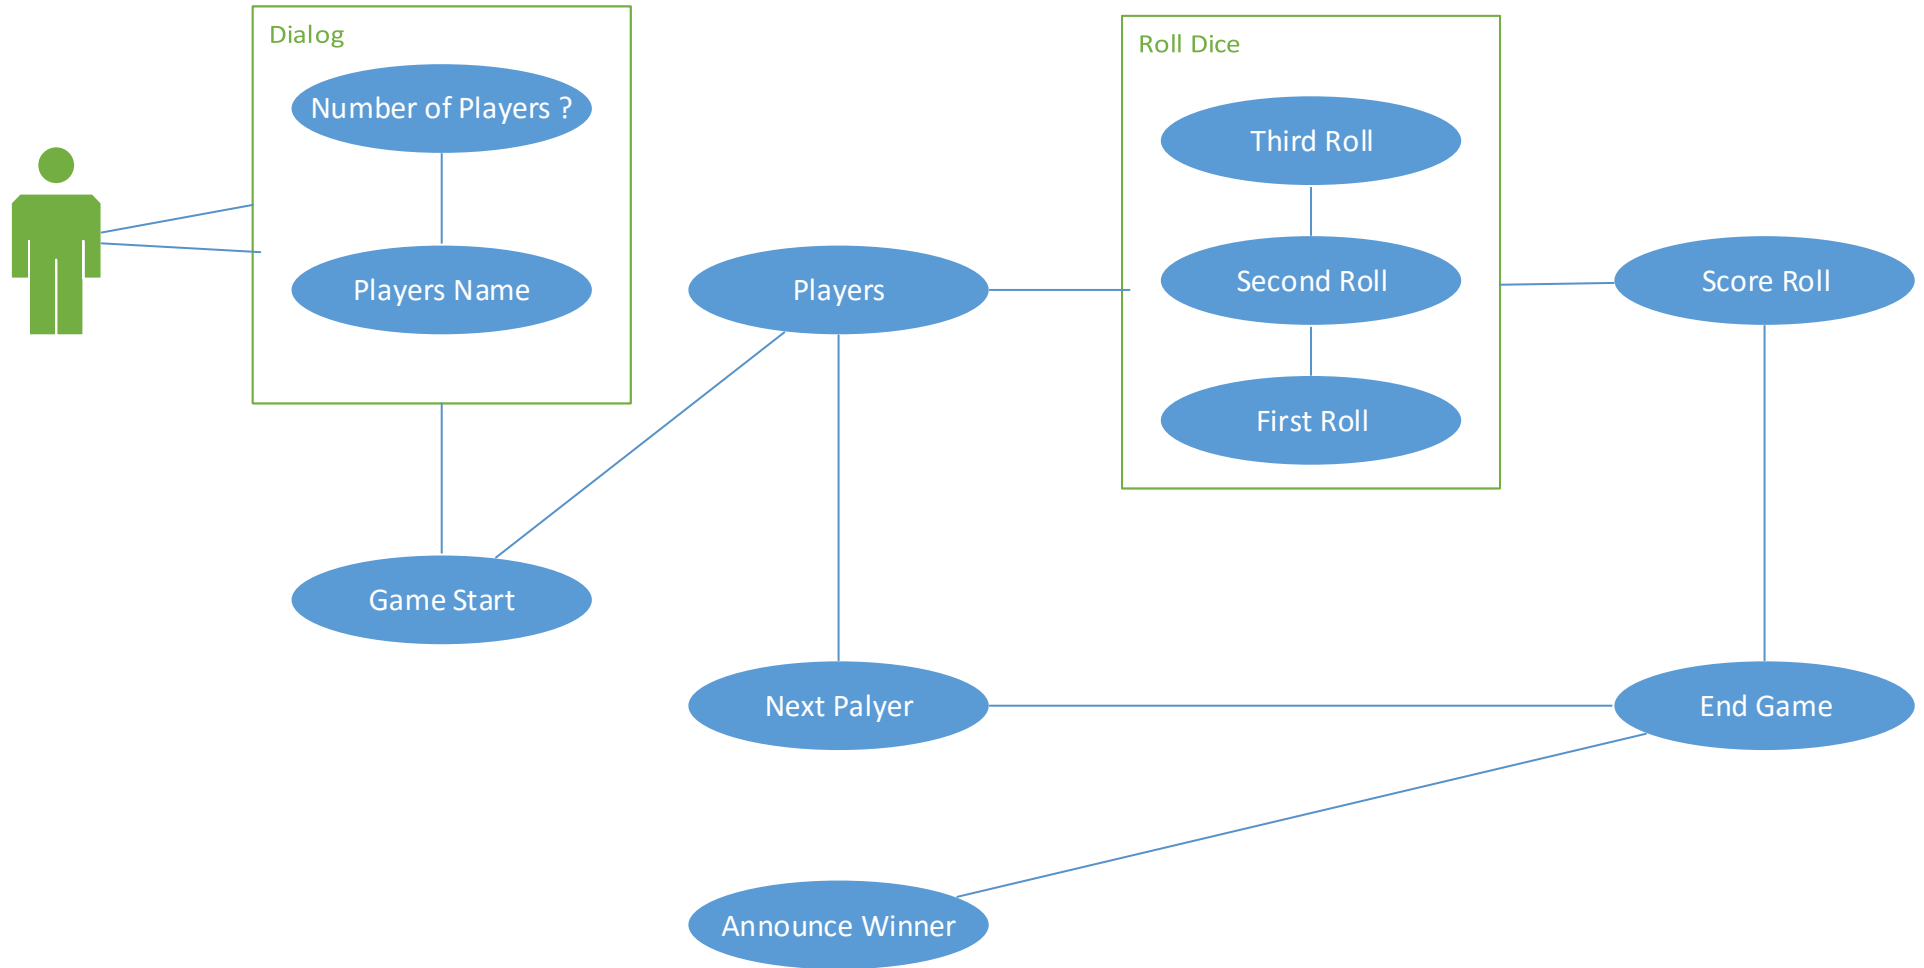 Dialog
Number of Players ?
Players Name
Game Start
Players
Next Palyer
Announce Winner
Roll Dice
Third Roll
Second Roll
First Roll
Score Roll
End Game